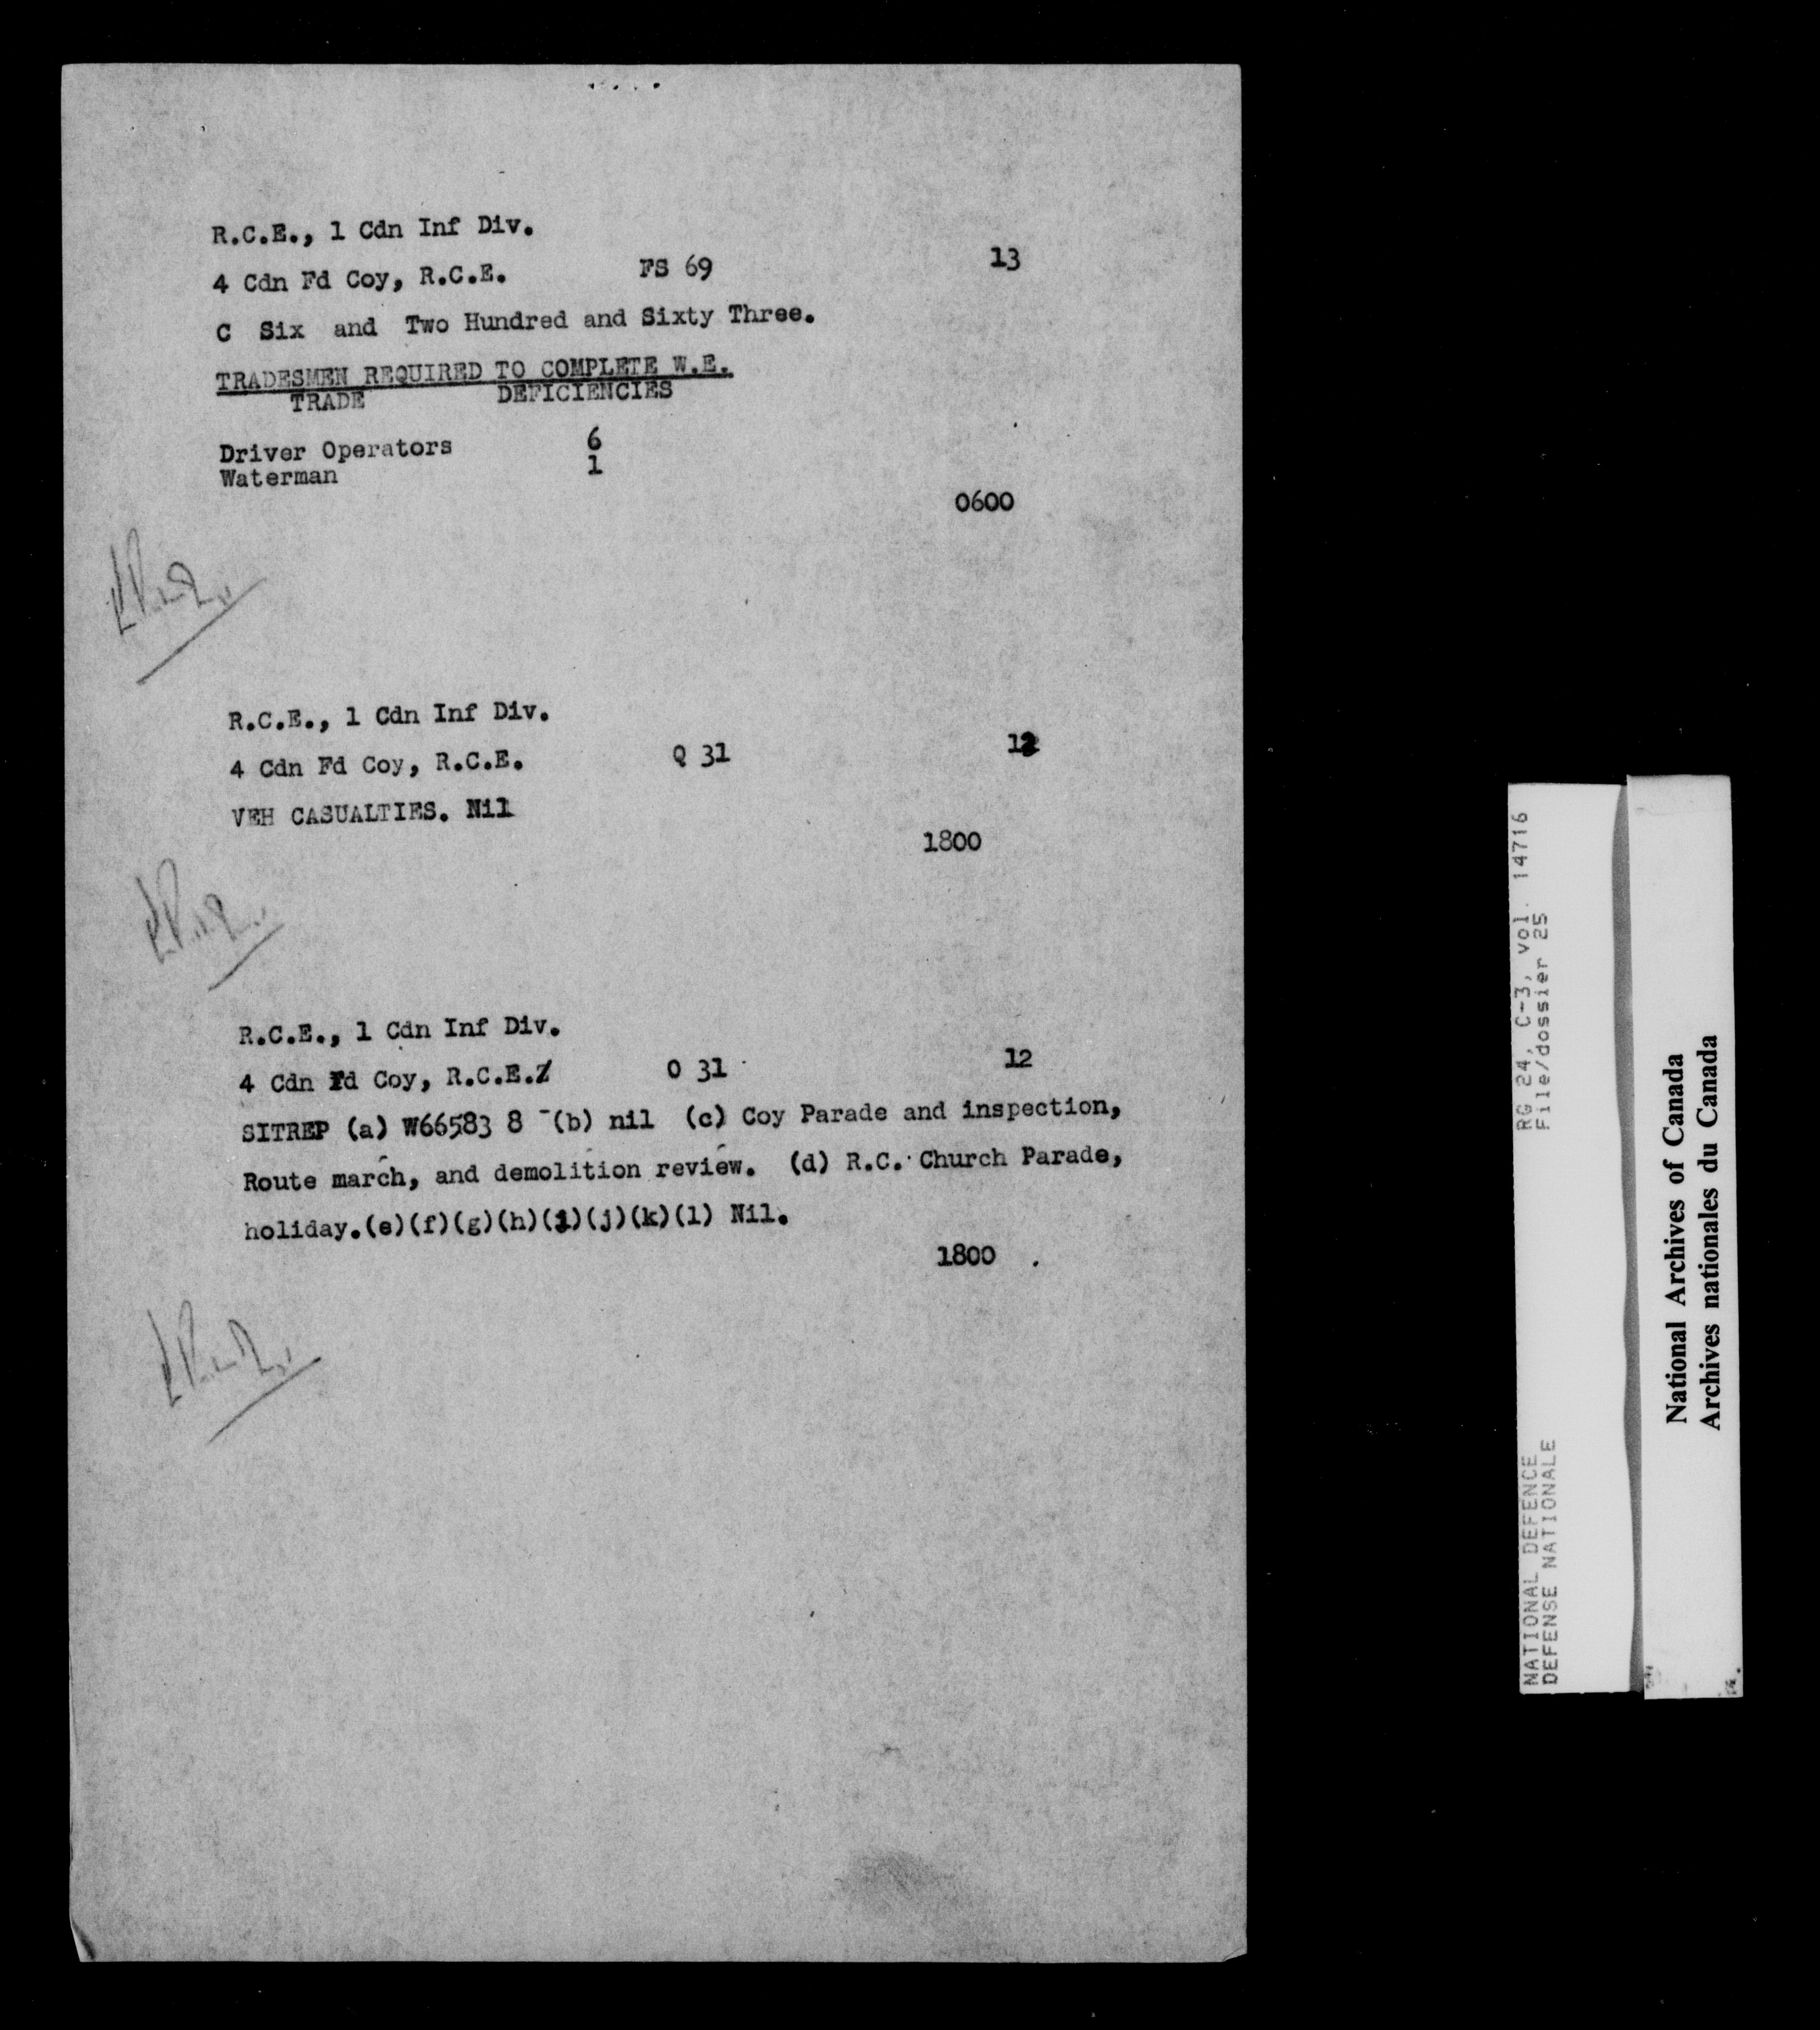 R.C.E., 1 Cdn Inf Div.
4 Cdn Fd Coy, R.C.E. FS 69 13
C Six and Two Hundred and Sixty Three.
TRADESMEN REQUIRED TO COMPLETE W.E.
TRADE DEFICIENCIES
Driver Operators 6
Waterman 1
0600
R.C.E., 1 Cdn Inf Div.
4 Cdn Fd Coy, R.C.E. Q 31 12
VEH CASUALTIES. Nil
1800
R.C.E., 1 Cdn Inf Div.
4 Cdn Fd Coy, R.C.E. O 31 12
SITREP (a) W66583 8 (b) nil (c) Coy Parade and inspection,
Route march, and demolition review. (d) R.C. Church Parade,
holiday.(e)(f)(g)(h)(i)(j)(k)(l) Nil.
1800 .
NATIONAL DEFENCE RG 24, C-3, vol. 14716
DEFENSE NATIONALE File/dossier 25
National Archives of Canada
Archives nationales du Canada